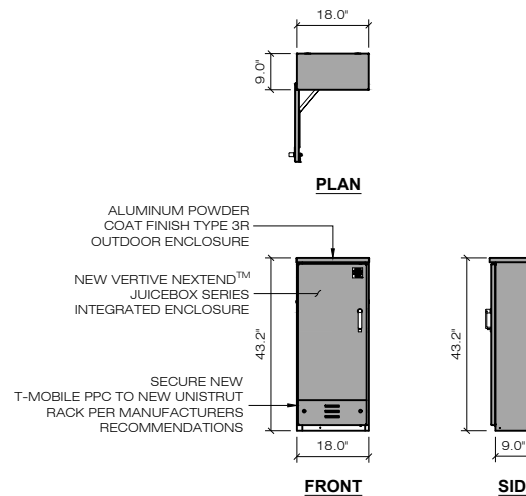 18.0"
9.0"
PLAN
ALUMINUM POWDER
COAT FINISH TYPE 3R
OUTDOOR ENCLOSURE
NEW VERTIVE NEXTEND™
JUICEBOX SERIES
INTEGRATED ENCLOSURE
43.2"
43.2"
SECURE NEW
T-MOBILE PPC TO NEW UNISTRUT
RACK PER MANUFACTURERS
RECOMMENDATIONS
18.0"
9.0"
FRONT
SID